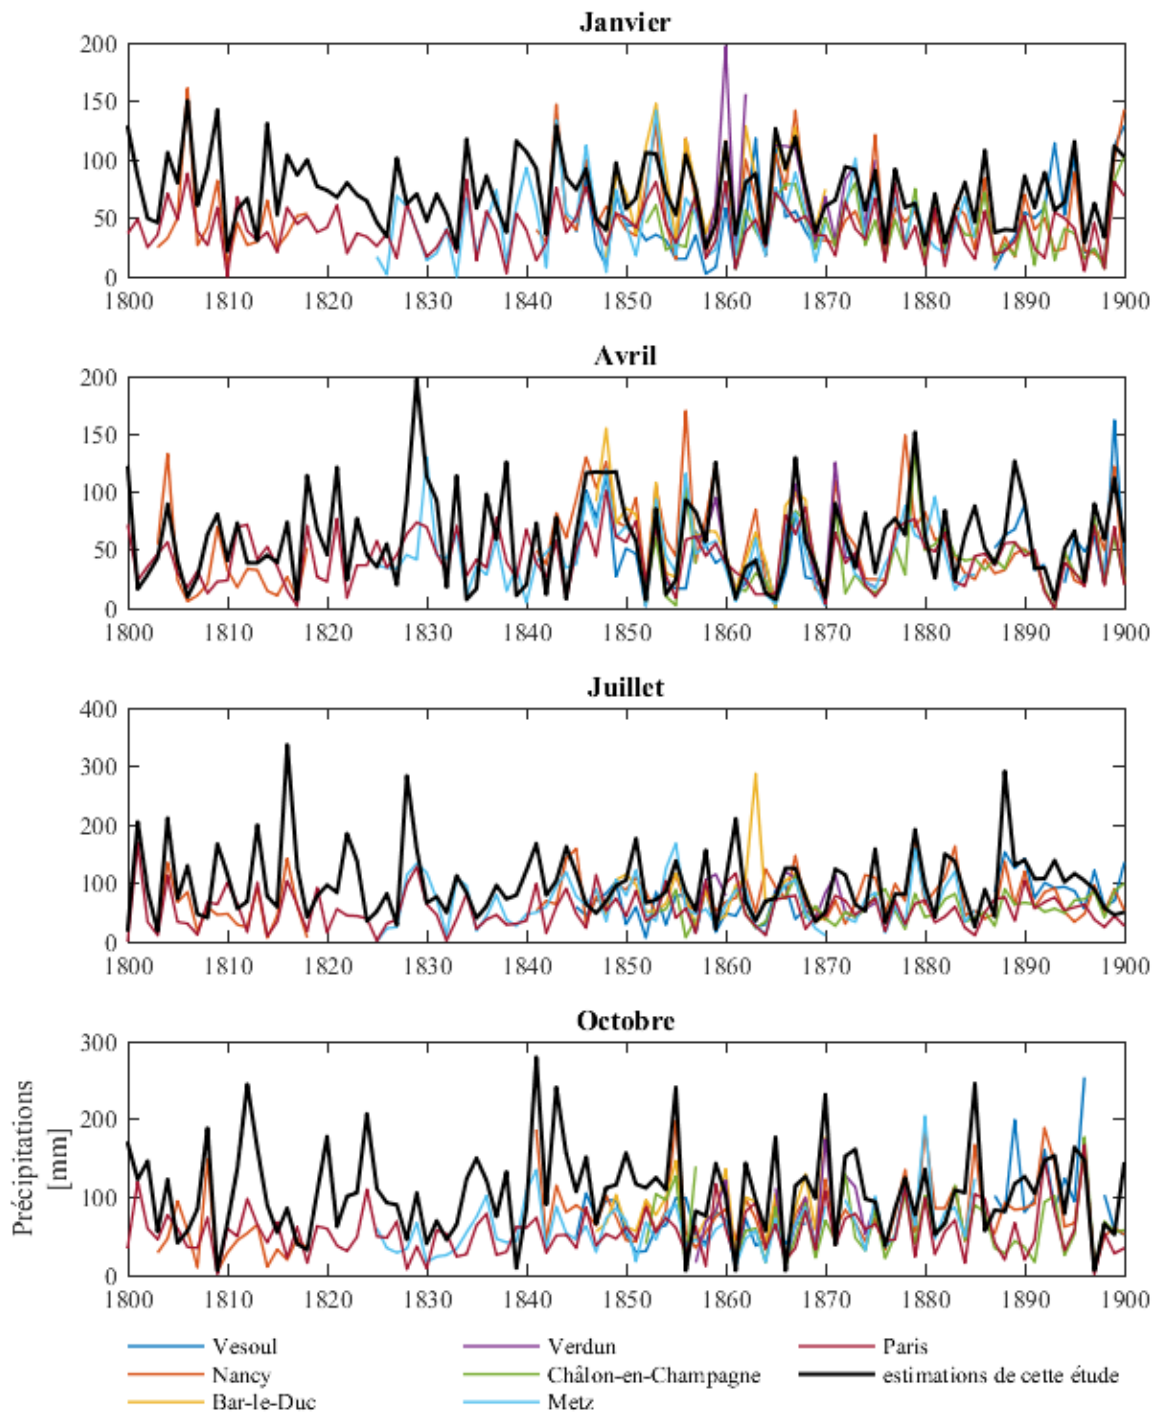 Janvier
200
150
100
50
0
1800 1810 1820 1830 1840 1850 1860 1870 1880 1890 1900
Avril
200
150
100
50
0
1800 1810 1820 1830 1840 1850 1860 1870 1880 1890 1900
Juillet
400
300
200
100
0
1800 1810 1820 1830 1840 1850 1860 1870 1880 1890 1900
Octobre
300
200
100
0
Précipitations
[mm]
1800 1810 1820 1830 1840 1850 1860 1870 1880 1890 1900
Vesoul Verdun Paris
Nancy Châlon-en-Champagne estimations de cette étude
Bar-le-Duc Metz